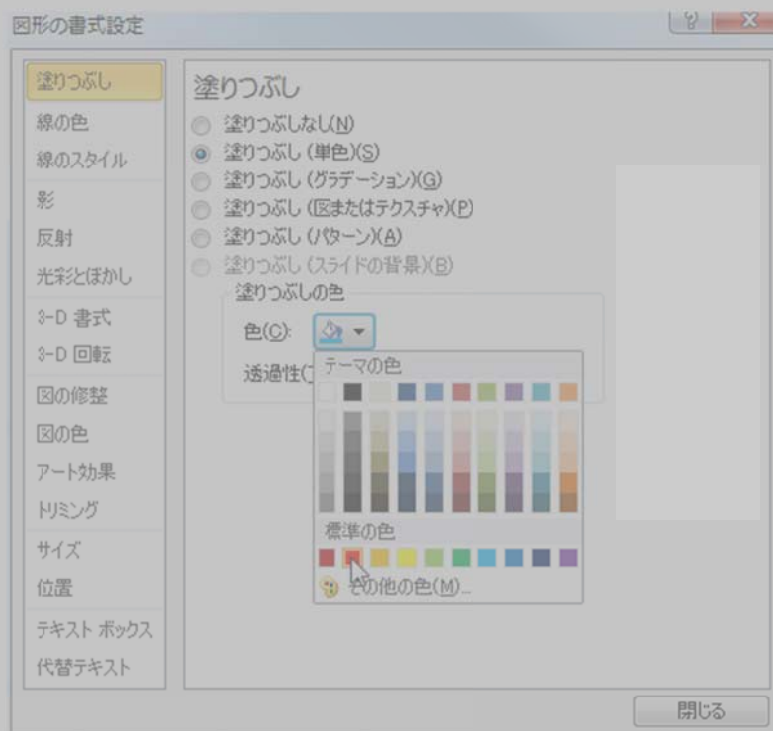 図形の書式設定
塗りつぶし
線の色
線のスタイル
影
反射
光彩とぼかし
3-D 書式
3-D 回転
図の修整
図の色
アート効果
トリミング
サイズ
位置
テキスト ボックス
代替テキスト
塗りつぶし
塗りつぶしなし(N)
塗りつぶし (単色)(S)
塗りつぶし (グラデーション)(G)
塗りつぶし (図またはテクスチャ)(P)
塗りつぶし (パターン)(A)
塗りつぶし (スライドの背景)(B)
塗りつぶしの色
色(C):
透過性(
テーマの色
標準の色
その他の色(M)...
閉じる